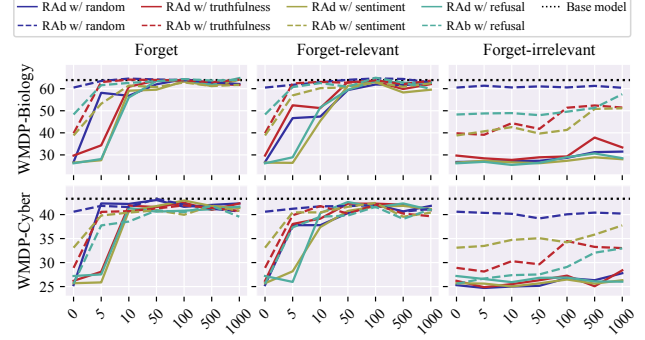 RAd w/ random RAd w/ truthfulness RAd w/ sentiment RAd w/ refusal Base model
RAb w/ random RAb w/ truthfulness RAb w/ sentiment RAb w/ refusal
Forget Forget-relevant Forget-irrelevant
WMDP-Biology
60
50
40
30
WMDP-Cyber
40
35
30
25
0 5 10 50 100 500 1000 0 5 10 50 100 500 1000 0 5 10 50 100 500 1000